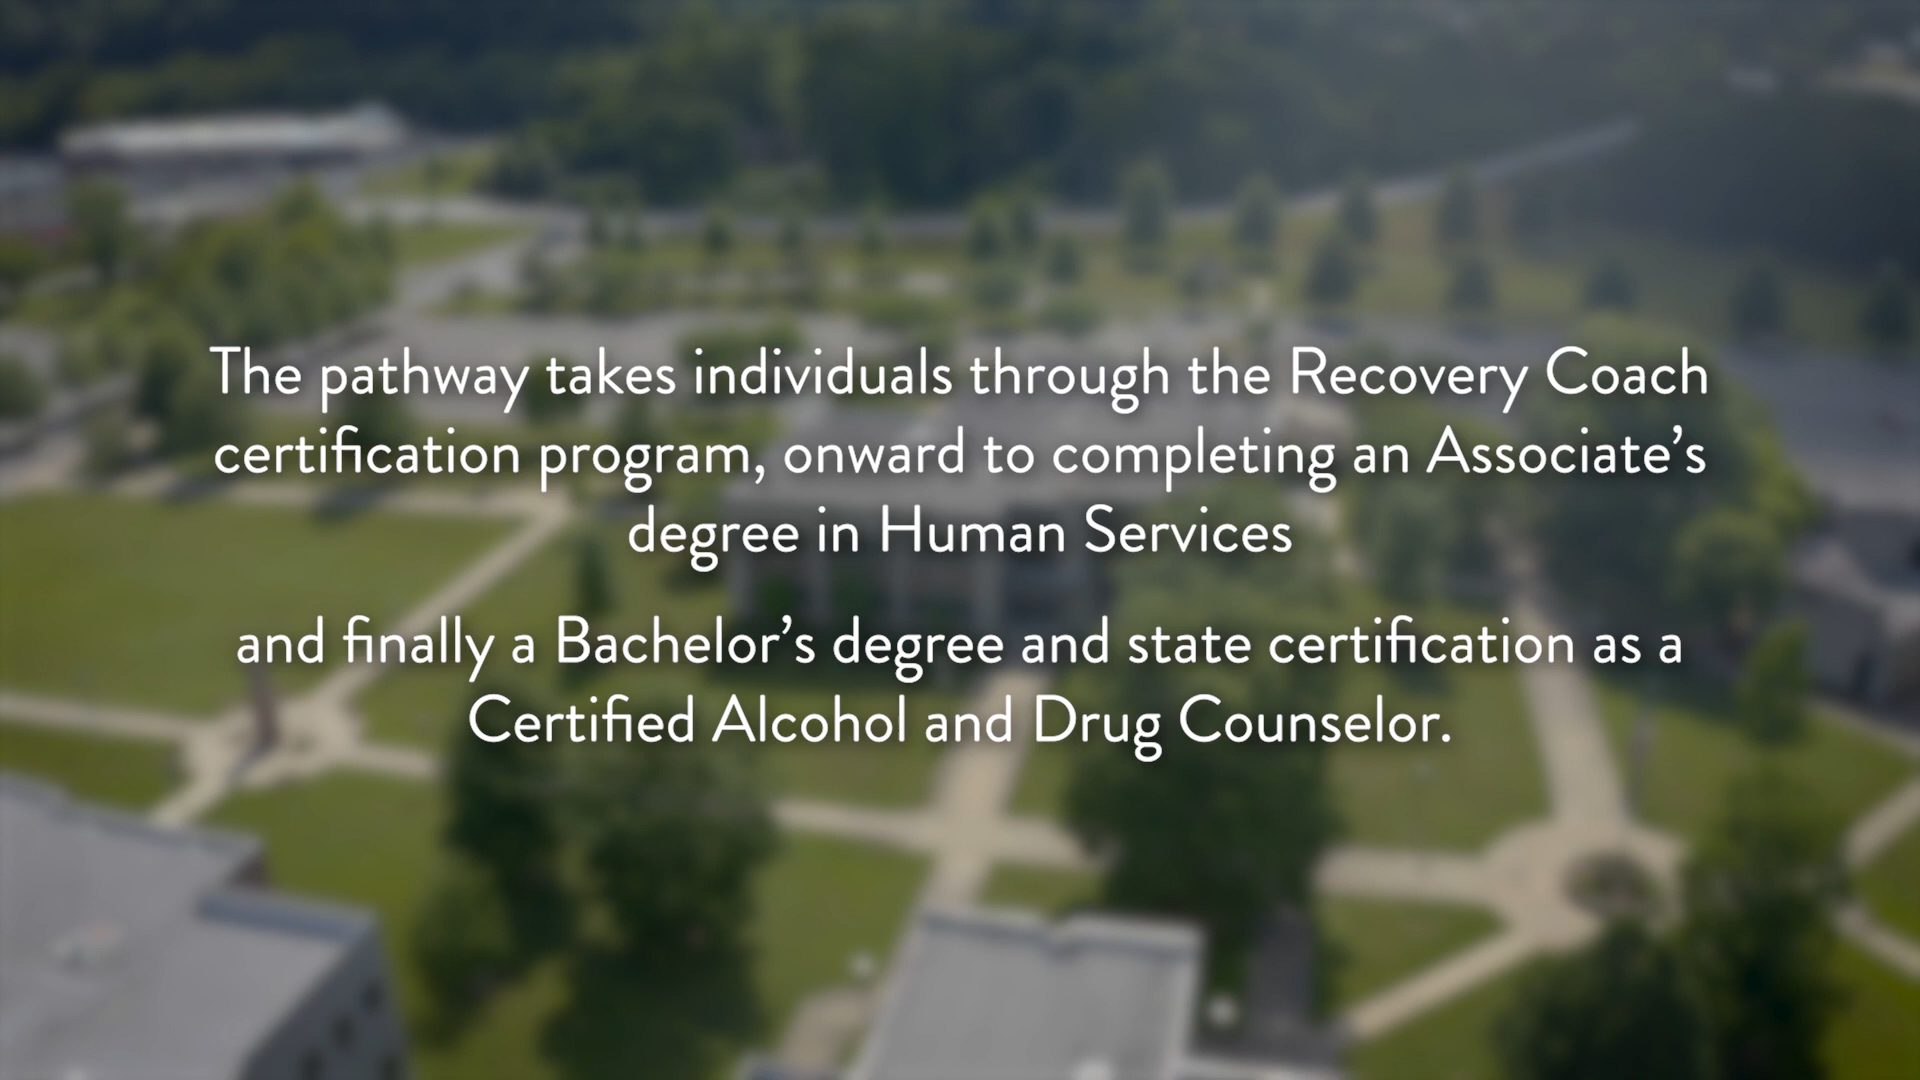 The pathway takes individuals through the Recovery Coach
certification program, onward to completing an Associate’s
degree in Human Services
and finally a Bachelor’s degree and state certification as a
Certified Alcohol and Drug Counselor.